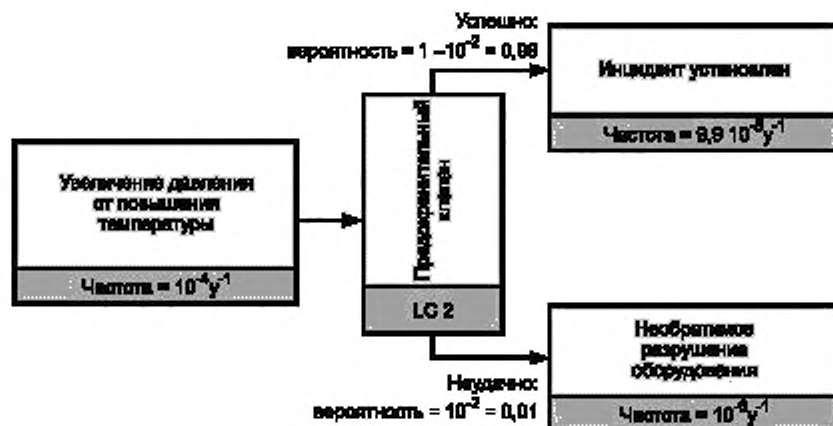 Успешно:
вероятность = 1 –10⁻² = 0,99
Инцидент установлен
Частота = 9,9 10⁻⁵y⁻¹
Увеличение давления
от повышения
температуры
Частота = 10⁻⁴y⁻¹
Предохранительный
клапан
LC 2
Необратимое
разрушение
оборудования
Частота = 10⁻⁶y⁻¹
Неудачно:
вероятность = 10⁻² = 0,01